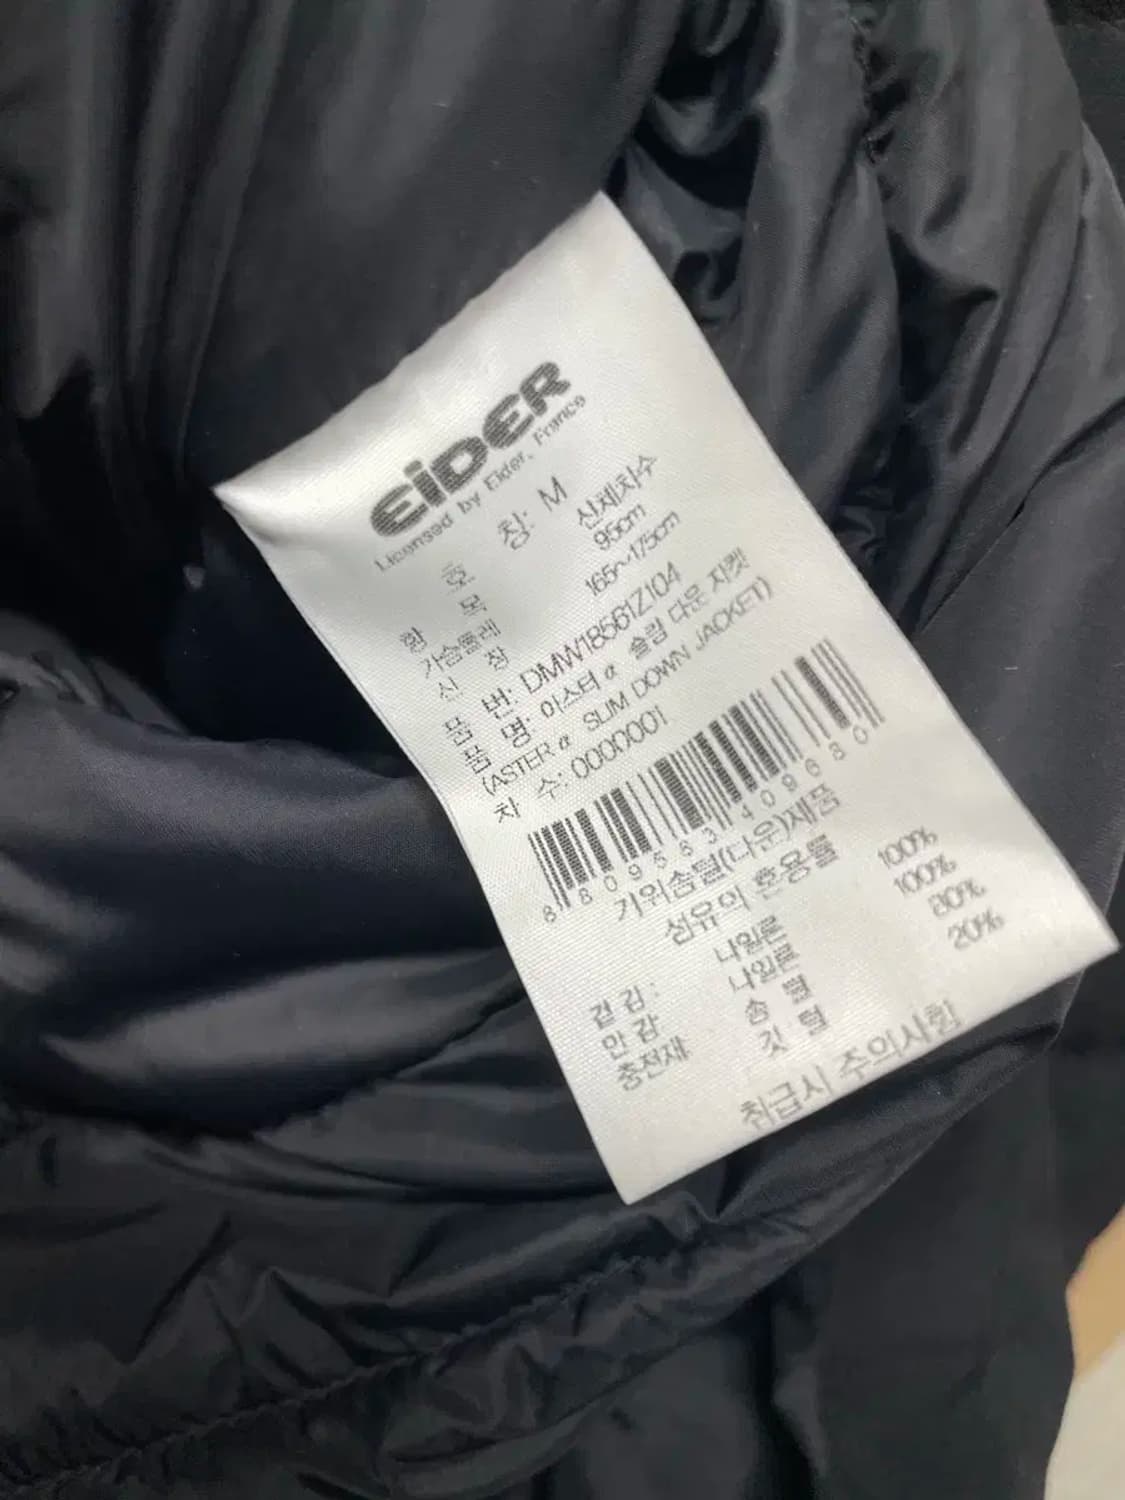 EiDER
Licensed by Eider, France
호 칭: M
항 목 신체치수
가슴둘레 95cm
신 장 165~175cm
품 번: DMW18561Z104
품 명: 아스터 α 슬림 다운 자켓
(ASTER α SLIM DOWN JACKET)
차 수: 0000001
8809563409680
거위솜털(다운)제품
섬유의 혼용률
겉감: 나일론 100%
안감 나일론 100%
충전재 솜 털 80%
깃 털 20%
취급시 주의사항